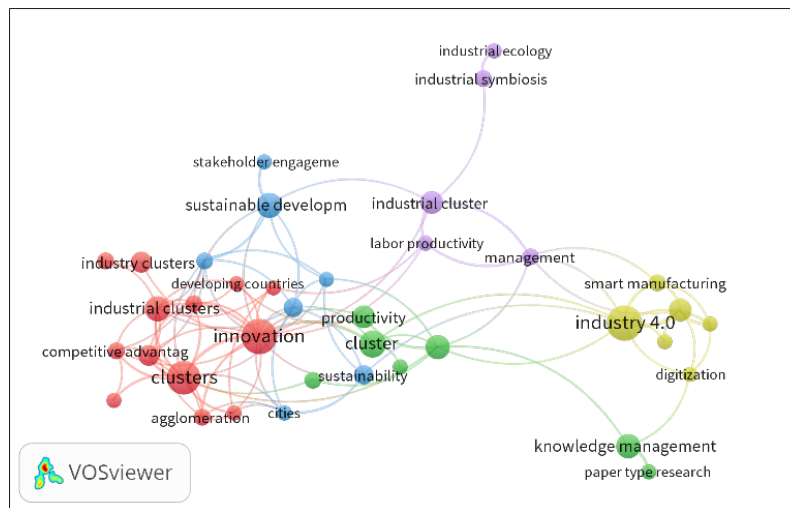 industrial ecology
industrial symbiosis
stakeholder engageme
sustainable developm
industrial cluster
labor productivity
management
industry clusters
developing countries
smart manufacturing
industrial clusters
productivity
industry 4.0
innovation
cluster
competitive advantag
clusters
sustainability
digitization
agglomeration
cities
knowledge management
paper type research
VOSviewer